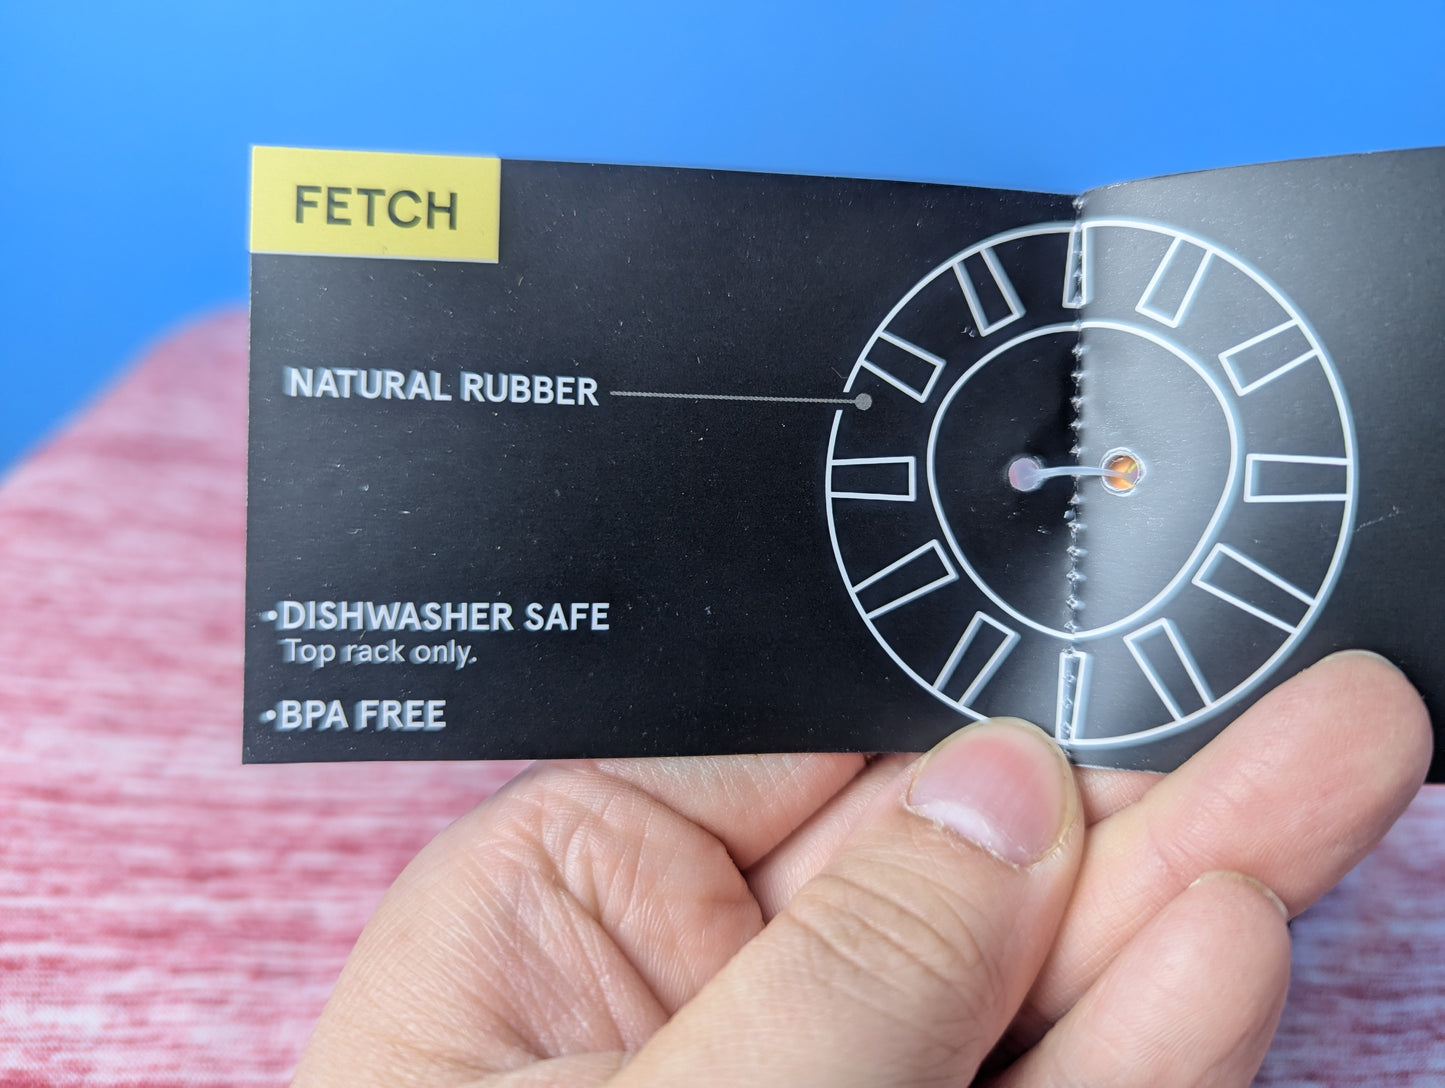 FETCH
NATURAL RUBBER
•DISHWASHER SAFE
Top rack only.
•BPA FREE